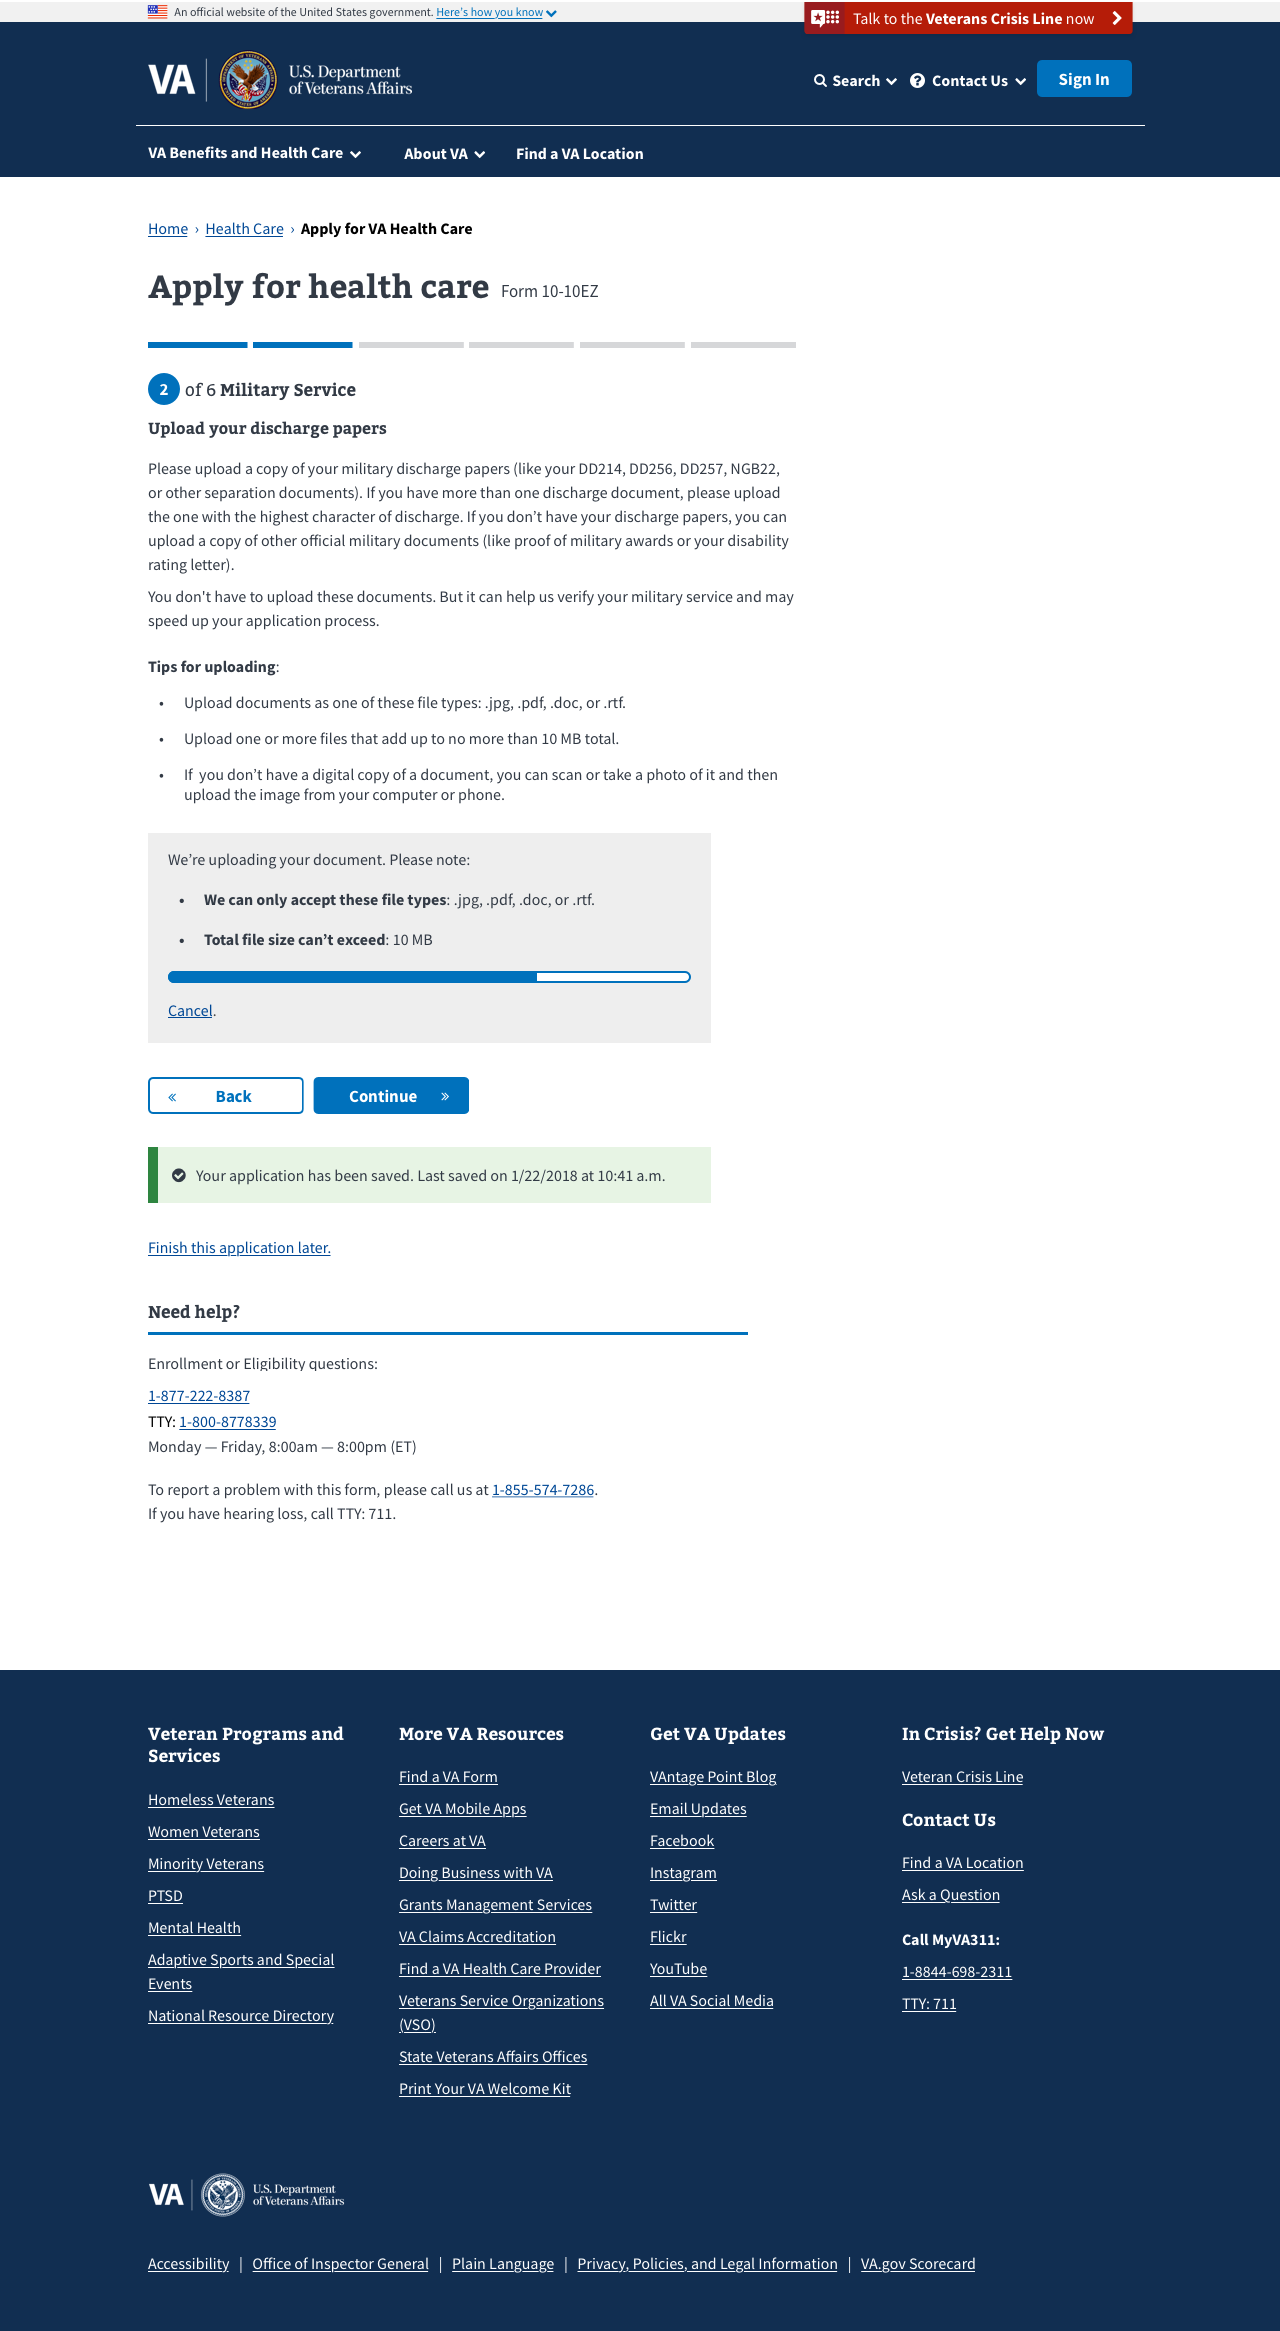 An official website of the United States government. Here's how you know
Talk to the Veterans Crisis Line now
VA
U.S. Department
of Veterans Affairs
Search
Contact Us
Sign In
VA Benefits and Health Care
About VA
Find a VA Location
Home › Health Care › Apply for VA Health Care
Apply for health care Form 10-10EZ
2 of 6 Military Service
Upload your discharge papers
Please upload a copy of your military discharge papers (like your DD214, DD256, DD257, NGB22,
or other separation documents). If you have more than one discharge document, please upload
the one with the highest character of discharge. If you don’t have your discharge papers, you can
upload a copy of other official military documents (like proof of military awards or your disability
rating letter).
You don't have to upload these documents. But it can help us verify your military service and may
speed up your application process.
Tips for uploading:
• Upload documents as one of these file types: .jpg, .pdf, .doc, or .rtf.
• Upload one or more files that add up to no more than 10 MB total.
• If  you don’t have a digital copy of a document, you can scan or take a photo of it and then
upload the image from your computer or phone.
We’re uploading your document. Please note:
• We can only accept these file types: .jpg, .pdf, .doc, or .rtf.
• Total file size can’t exceed: 10 MB
Cancel.
« Back
Continue »
Your application has been saved. Last saved on 1/22/2018 at 10:41 a.m.
Finish this application later.
Need help?
Enrollment or Eligibility questions:
1-877-222-8387
TTY: 1-800-8778339
Monday — Friday, 8:00am — 8:00pm (ET)
To report a problem with this form, please call us at 1-855-574-7286.
If you have hearing loss, call TTY: 711.
Veteran Programs and
Services
Homeless Veterans
Women Veterans
Minority Veterans
PTSD
Mental Health
Adaptive Sports and Special
Events
National Resource Directory
More VA Resources
Find a VA Form
Get VA Mobile Apps
Careers at VA
Doing Business with VA
Grants Management Services
VA Claims Accreditation
Find a VA Health Care Provider
Veterans Service Organizations
(VSO)
State Veterans Affairs Offices
Print Your VA Welcome Kit
Get VA Updates
VAntage Point Blog
Email Updates
Facebook
Instagram
Twitter
Flickr
YouTube
All VA Social Media
In Crisis? Get Help Now
Veteran Crisis Line
Contact Us
Find a VA Location
Ask a Question
Call MyVA311:
1-8844-698-2311
TTY: 711
VA
U.S. Department
of Veterans Affairs
Accessibility | Office of Inspector General | Plain Language | Privacy, Policies, and Legal Information | VA.gov Scorecard